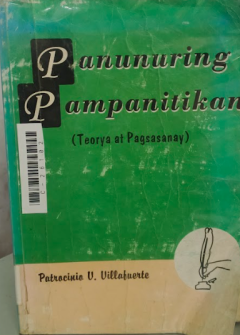 Panunuring
Pampanitikan
(Teorya at Pagsasanay)
Patrocinio V. Villafuerte